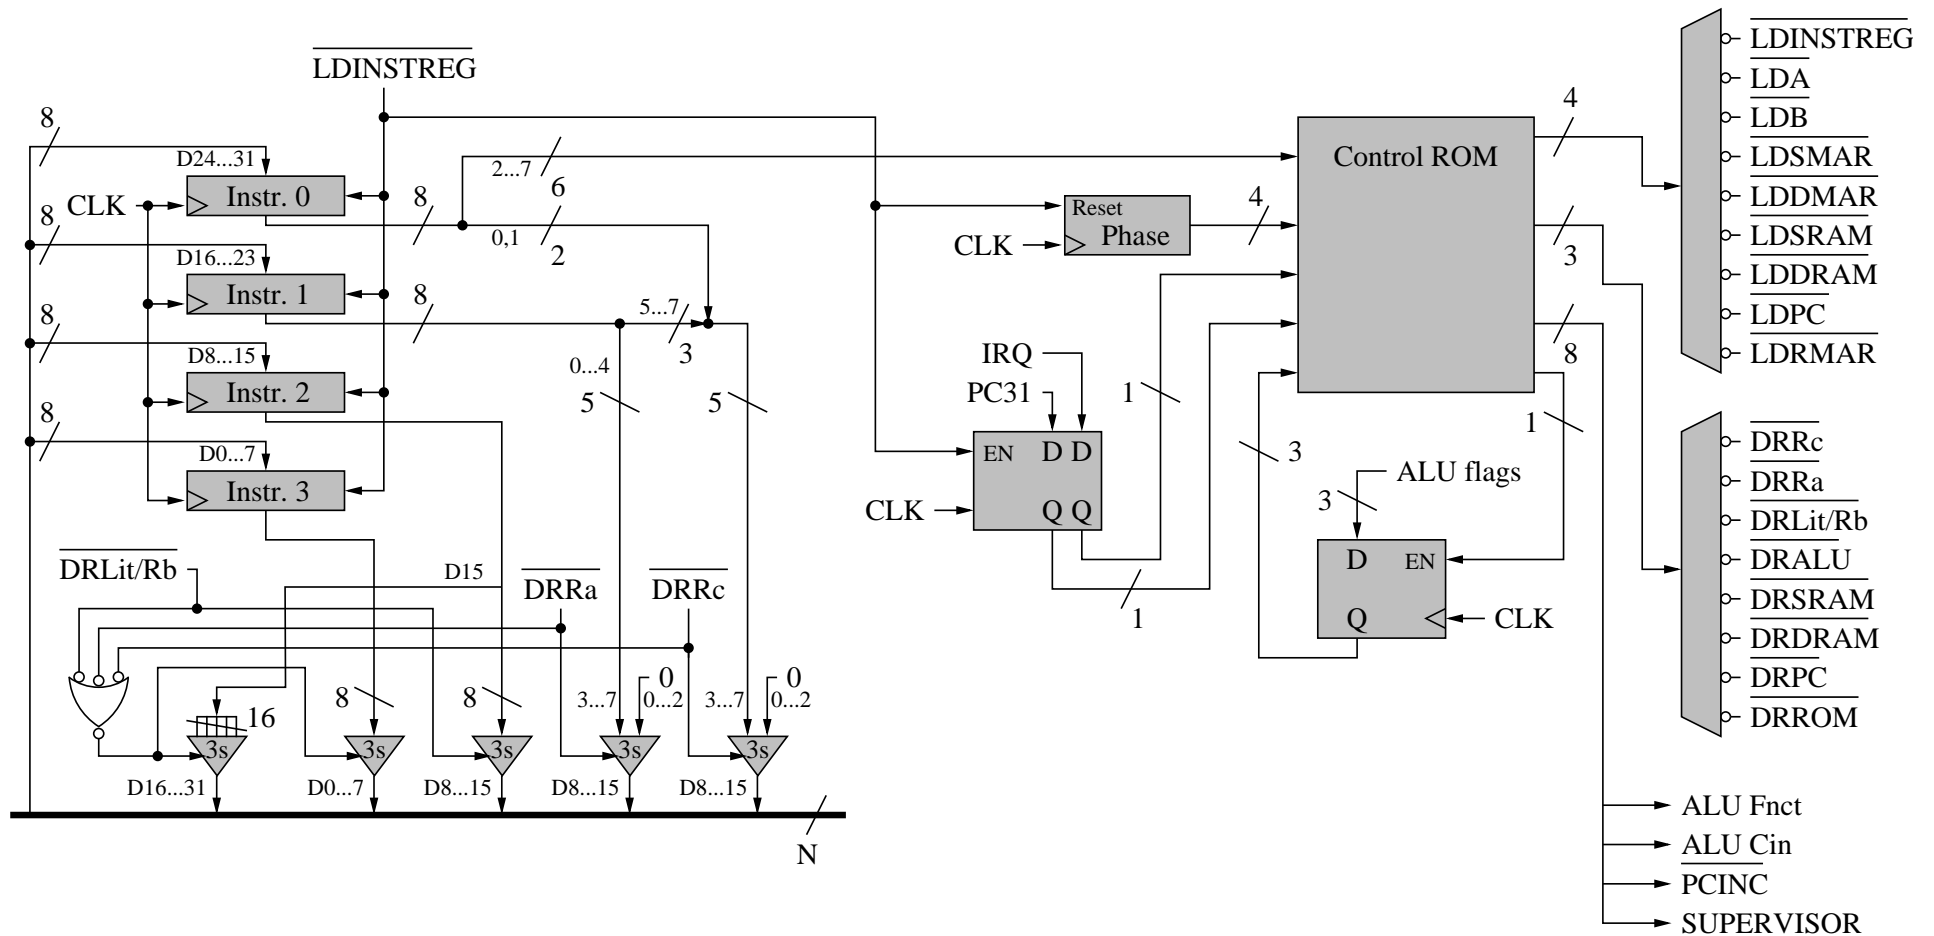 LDINSTREG
8
D24...31
Instr. 0
CLK
8
D16...23
Instr. 1
8
D8...15
Instr. 2
8
D0...7
Instr. 3
8
2...7
6
0,1
2
8
5...7
3
0...4
5
5
DRLit/Rb
D15
DRRa
DRRc
16
8
8
3...7
0
0...2
3...7
0
0...2
3s
3s
3s
3s
3s
D16...31
D0...7
D8...15
D8...15
D8...15
N
Reset
Phase
CLK
4
IRQ
PC31
1
EN
D D
Q Q
CLK
1
Control ROM
4
3
8
1
3
ALU flags
3
D
EN
Q
CLK
LDINSTREG
LDA
LDB
LDSMAR
LDDMAR
LDSRAM
LDDRAM
LDPC
LDRMAR
DRRc
DRRa
DRLit/Rb
DRALU
DRSRAM
DRDRAM
DRPC
DRROM
ALU Fnct
ALU Cin
PCINC
SUPERVISOR